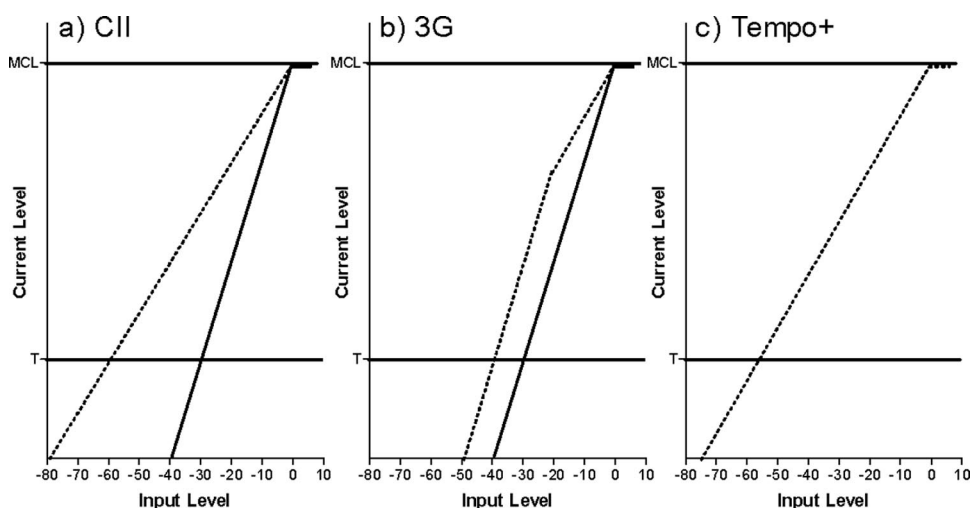 a) CII
MCL
T
Current Level
-80 -70 -60 -50 -40 -30 -20 -10 0 10
Input Level
b) 3G
MCL
T
Current Level
-80 -70 -60 -50 -40 -30 -20 -10 0 10
Input Level
c) Tempo+
MCL
T
Current Level
-80 -70 -60 -50 -40 -30 -20 -10 0 10
Input Level